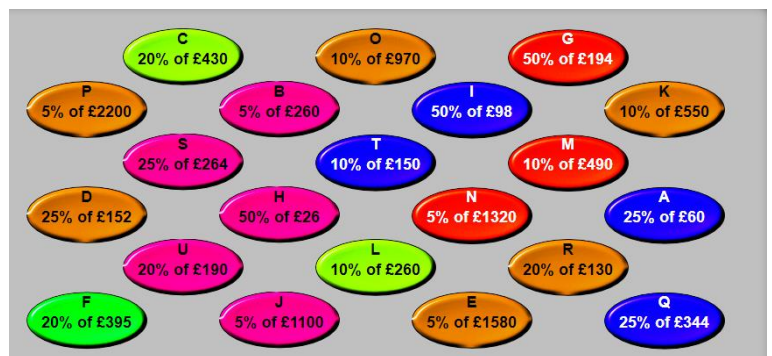 C
20% of £430
O
10% of £970
G
50% of £194
P
5% of £2200
B
5% of £260
I
50% of £98
K
10% of £550
S
25% of £264
T
10% of £150
M
10% of £490
D
25% of £152
H
50% of £26
N
5% of £1320
A
25% of £60
U
20% of £190
L
10% of £260
R
20% of £130
F
20% of £395
J
5% of £1100
E
5% of £1580
Q
25% of £344